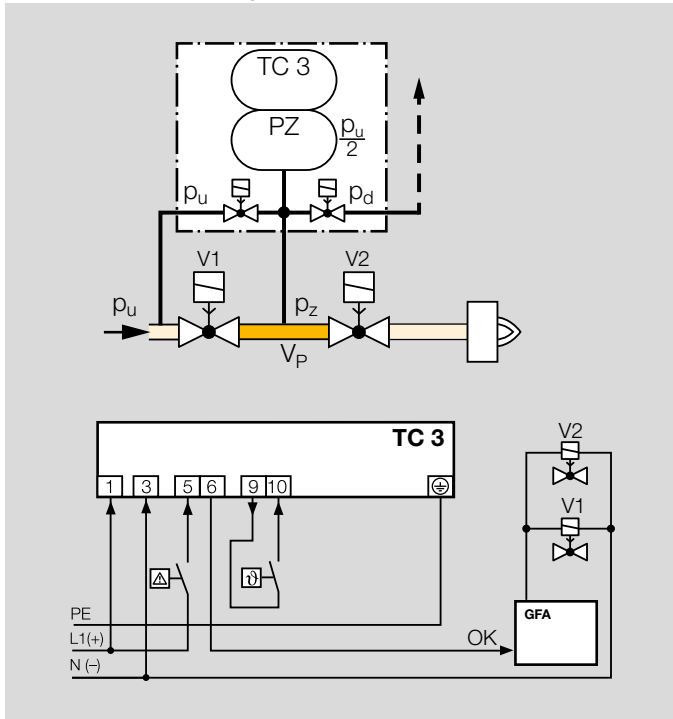 TC 3
PZ
pu
2
pu
pd
V1
V2
pu
pz
VP
TC 3
1 3 5 6 9 10
V2
V1
ϑ
PE
L1(+)
N (–)
OK
GFA